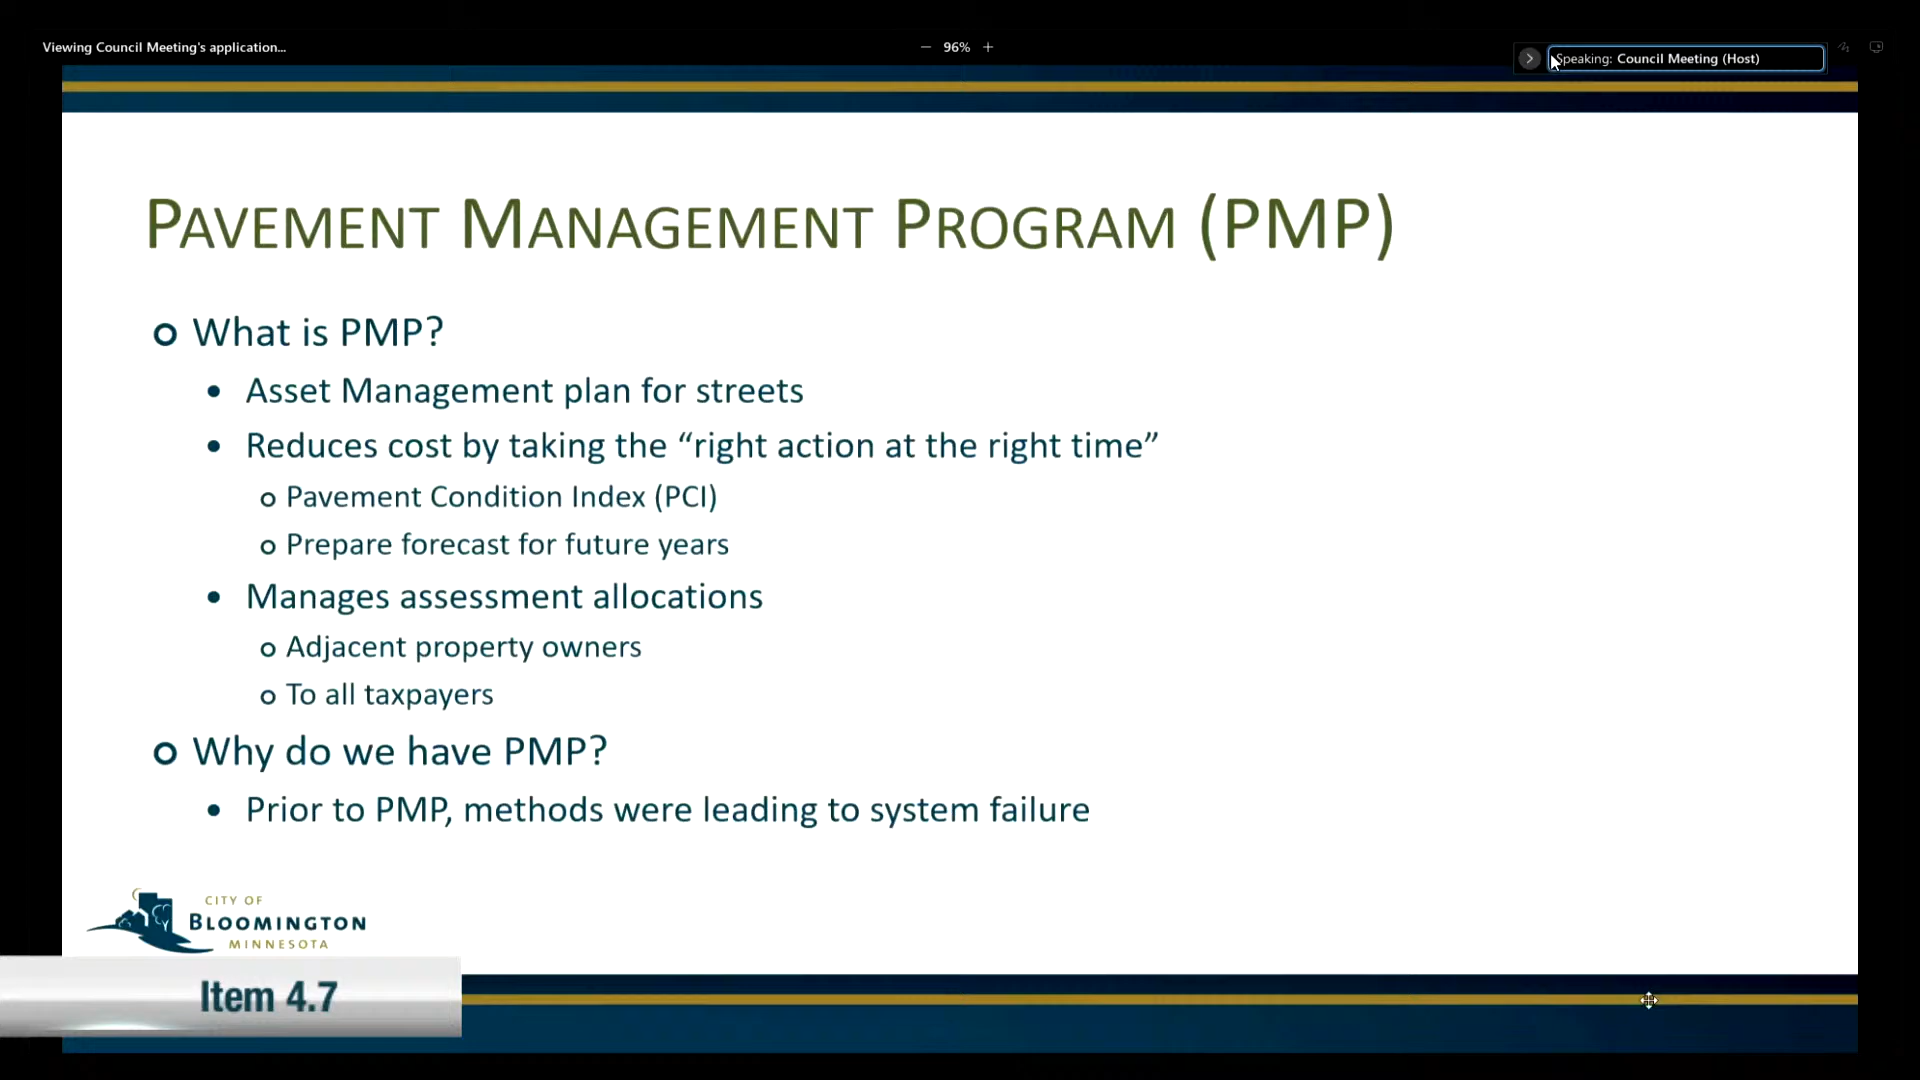 Viewing Council Meeting's application...
96%
Speaking: Council Meeting (Host)
PAVEMENT MANAGEMENT PROGRAM (PMP)
What is PMP?
Asset Management plan for streets
Reduces cost by taking the “right action at the right time”
Pavement Condition Index (PCI)
Prepare forecast for future years
Manages assessment allocations
Adjacent property owners
To all taxpayers
Why do we have PMP?
Prior to PMP, methods were leading to system failure
CITY OF
BLOOMINGTON
MINNESOTA
Item 4.7